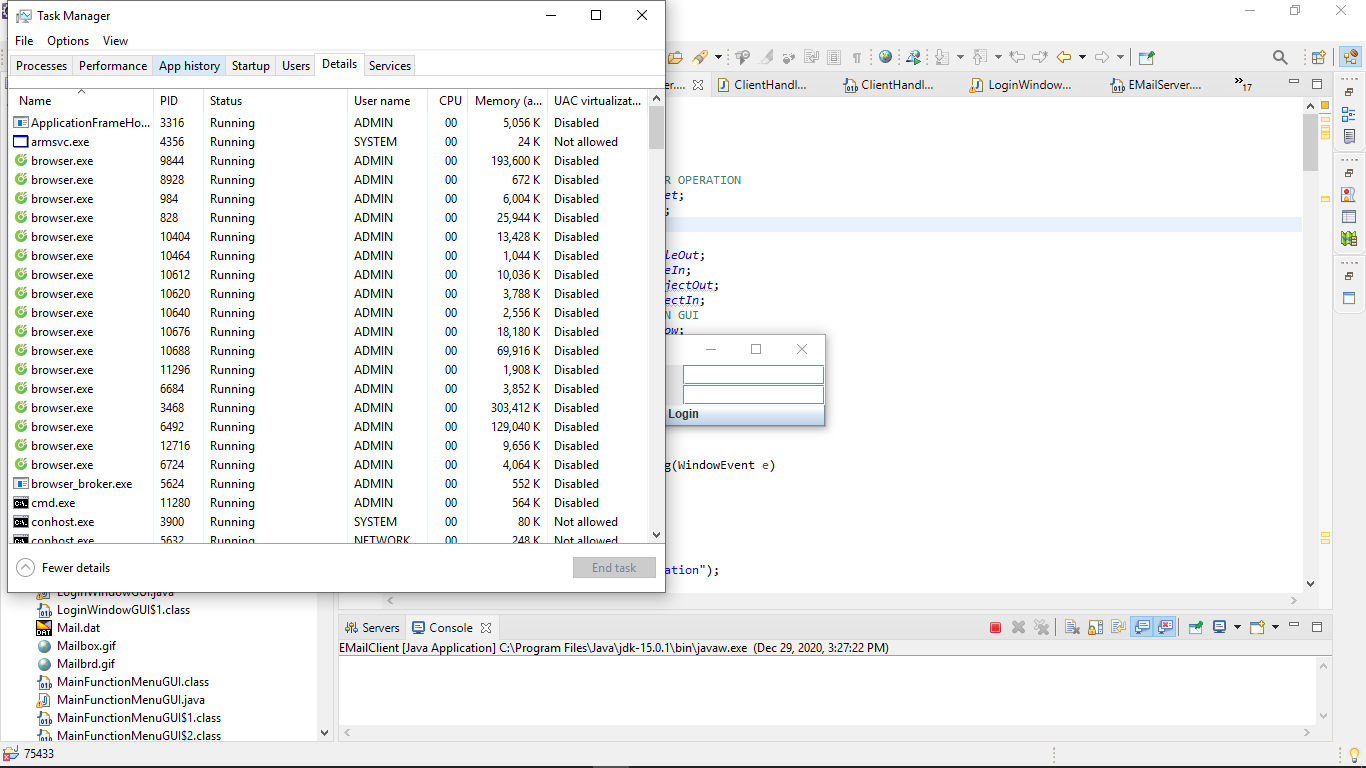 Task Manager
File Options View
Processes Performance App history Startup Users Details Services
Name PID Status User name CPU Memory (a... UAC virtualizat...
ApplicationFrameHo... 3316 Running ADMIN 00 5,056 K Disabled
armsvc.exe 4356 Running SYSTEM 00 24 K Not allowed
browser.exe 9844 Running ADMIN 00 193,600 K Disabled
browser.exe 8928 Running ADMIN 00 672 K Disabled
browser.exe 984 Running ADMIN 00 6,004 K Disabled
browser.exe 828 Running ADMIN 00 25,944 K Disabled
browser.exe 10404 Running ADMIN 00 13,428 K Disabled
browser.exe 10464 Running ADMIN 00 1,044 K Disabled
browser.exe 10612 Running ADMIN 00 10,036 K Disabled
browser.exe 10620 Running ADMIN 00 3,788 K Disabled
browser.exe 10640 Running ADMIN 00 2,556 K Disabled
browser.exe 10676 Running ADMIN 00 18,180 K Disabled
browser.exe 10688 Running ADMIN 00 69,916 K Disabled
browser.exe 11296 Running ADMIN 00 1,908 K Disabled
browser.exe 6684 Running ADMIN 00 3,852 K Disabled
browser.exe 3468 Running ADMIN 00 303,412 K Disabled
browser.exe 6492 Running ADMIN 00 129,040 K Disabled
browser.exe 12716 Running ADMIN 00 9,656 K Disabled
browser.exe 6724 Running ADMIN 00 4,064 K Disabled
browser_broker.exe 5624 Running ADMIN 00 552 K Disabled
cmd.exe 11280 Running ADMIN 00 564 K Disabled
conhost.exe 3900 Running SYSTEM 00 80 K Not allowed
conhost.exe 5632 Running NETWORK 00 248 K Not allowed
Fewer details End task
er.... ClientHandl... ClientHandl... LoginWindow... EMailServer.... 17
R OPERATION
et;
;
leOut;
eIn;
jectOut;
ectIn;
N GUI
ow;
Login
g(WindowEvent e)
ation");
LoginWindowGUI.java
LoginWindowGUI$1.class
Mail.dat
Mailbox.gif
Mailbrd.gif
MainFunctionMenuGUI.class
MainFunctionMenuGUI.java
MainFunctionMenuGUI$1.class
MainFunctionMenuGUI$2.class
Servers Console
EMailClient [Java Application] C:\Program Files\Java\jdk-15.0.1\bin\javaw.exe (Dec 29, 2020, 3:27:22 PM)
75433